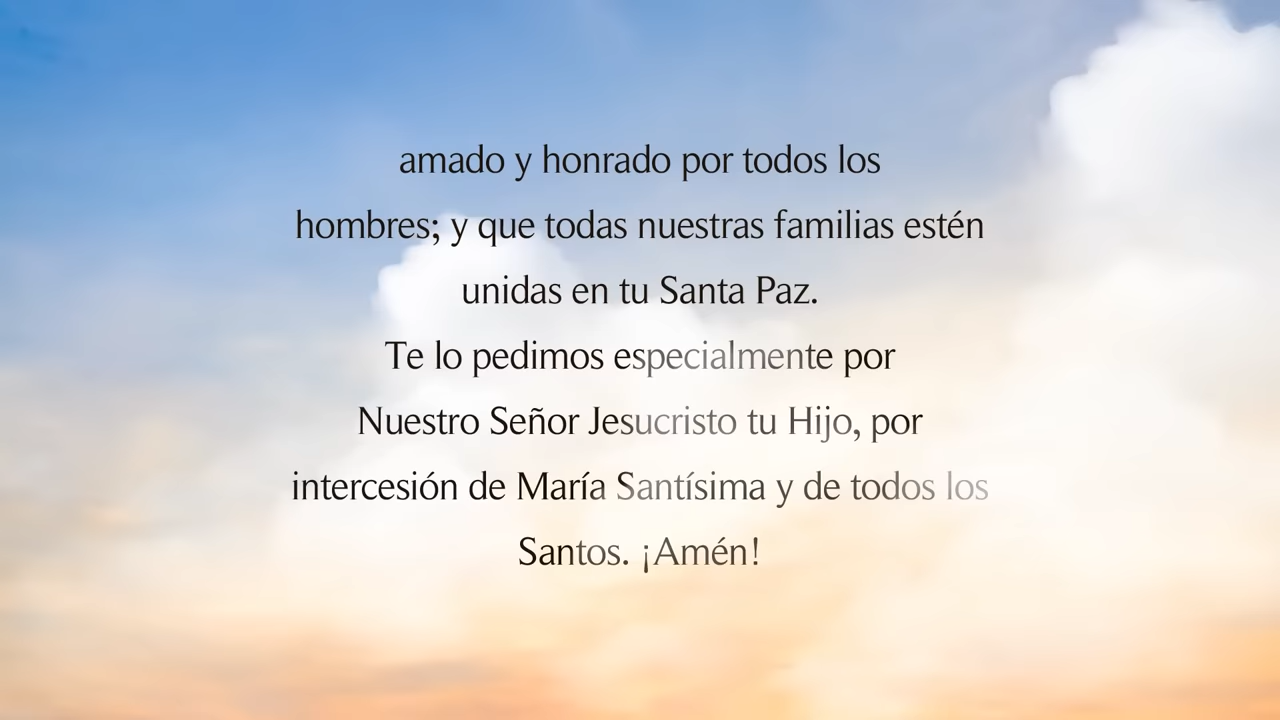 amado y honrado por todos los
hombres; y que todas nuestras familias estén
unidas en tu Santa Paz.
Te lo pedimos especialmente por
Nuestro Señor Jesucristo tu Hijo, por
intercesión de María Santísima y de todos los
Santos. ¡Amén!